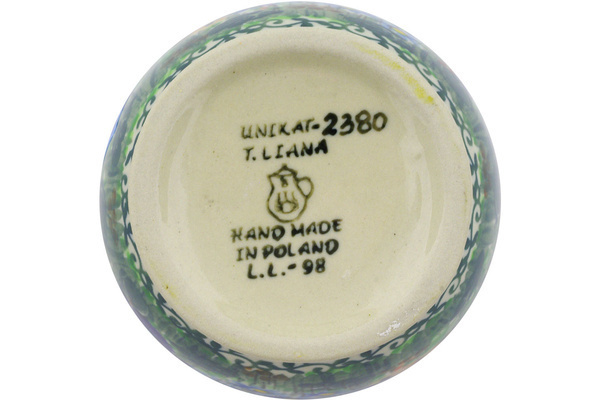 UNIKAT-2380
T. LIANA
HAND MADE
IN POLAND
L.L.-98